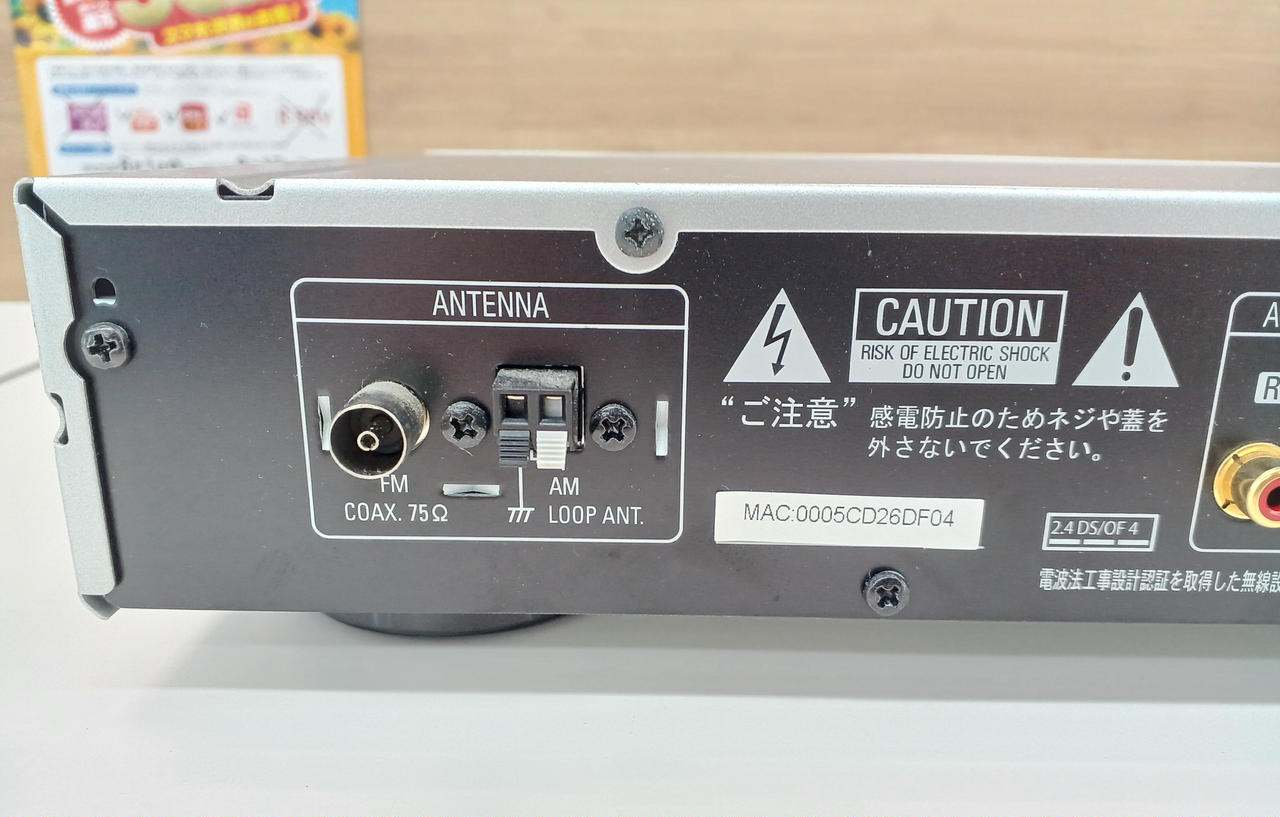 ANTENNA
FM
COAX. 75Ω
AM
LOOP ANT.
CAUTION
RISK OF ELECTRIC SHOCK
DO NOT OPEN
“ご注意”
感電防止のためネジや蓋を
外さないでください。
MAC:0005CD26DF04
2.4 DS/OF 4
電波法工事設計認証を取得した無線設
A
R